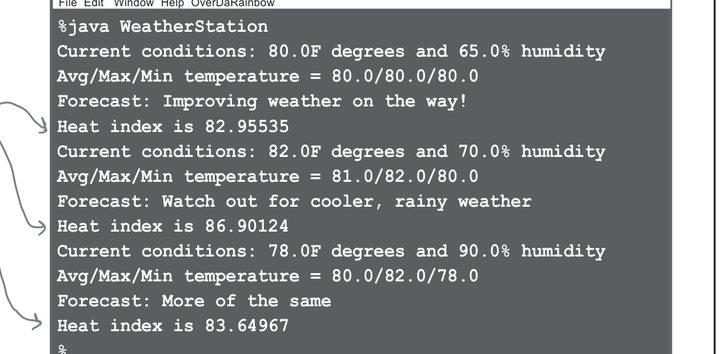 File Edit Window Help OverDaRainbow
%java WeatherStation
Current conditions: 80.0F degrees and 65.0% humidity
Avg/Max/Min temperature = 80.0/80.0/80.0
Forecast: Improving weather on the way!
Heat index is 82.95535
Current conditions: 82.0F degrees and 70.0% humidity
Avg/Max/Min temperature = 81.0/82.0/80.0
Forecast: Watch out for cooler, rainy weather
Heat index is 86.90124
Current conditions: 78.0F degrees and 90.0% humidity
Avg/Max/Min temperature = 80.0/82.0/78.0
Forecast: More of the same
Heat index is 83.64967
%